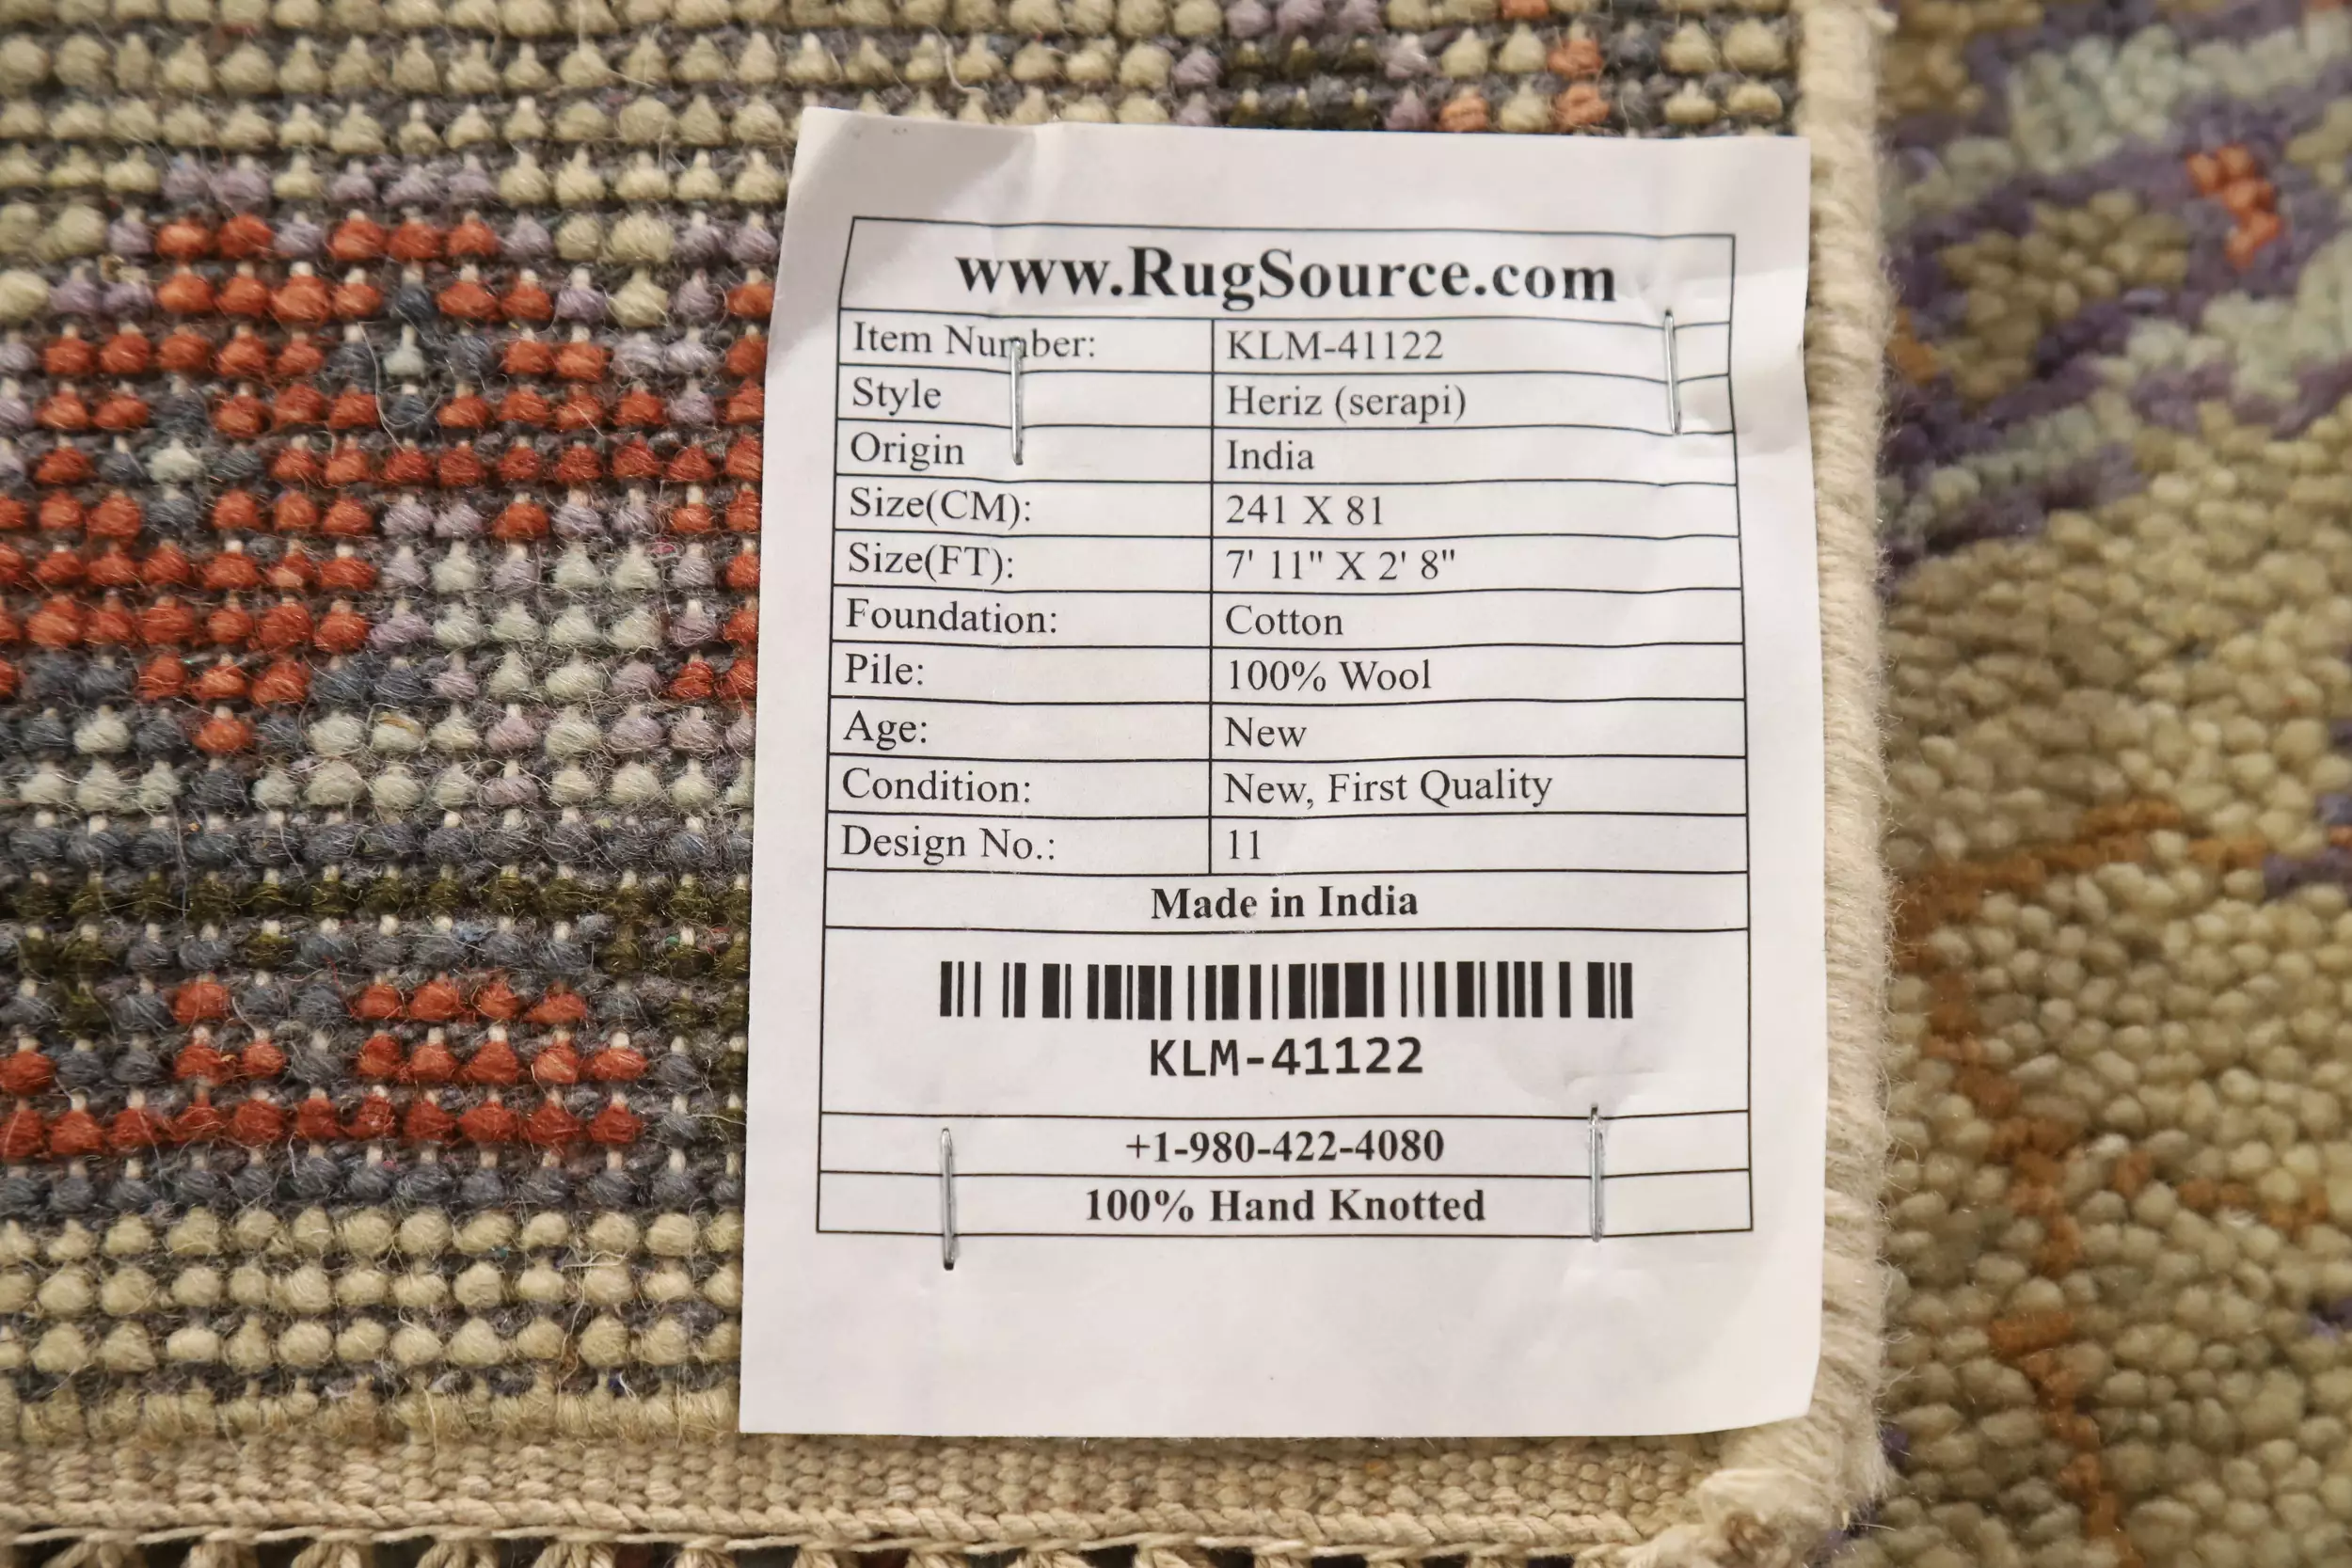 www.RugSource.com
Item Number: KLM-41122
Style Heriz (serapi)
Origin India
Size(CM): 241 X 81
Size(FT): 7' 11" X 2' 8"
Foundation: Cotton
Pile: 100% Wool
Age: New
Condition: New, First Quality
Design No.: 11
Made in India
KLM-41122
+1-980-422-4080
100% Hand Knotted